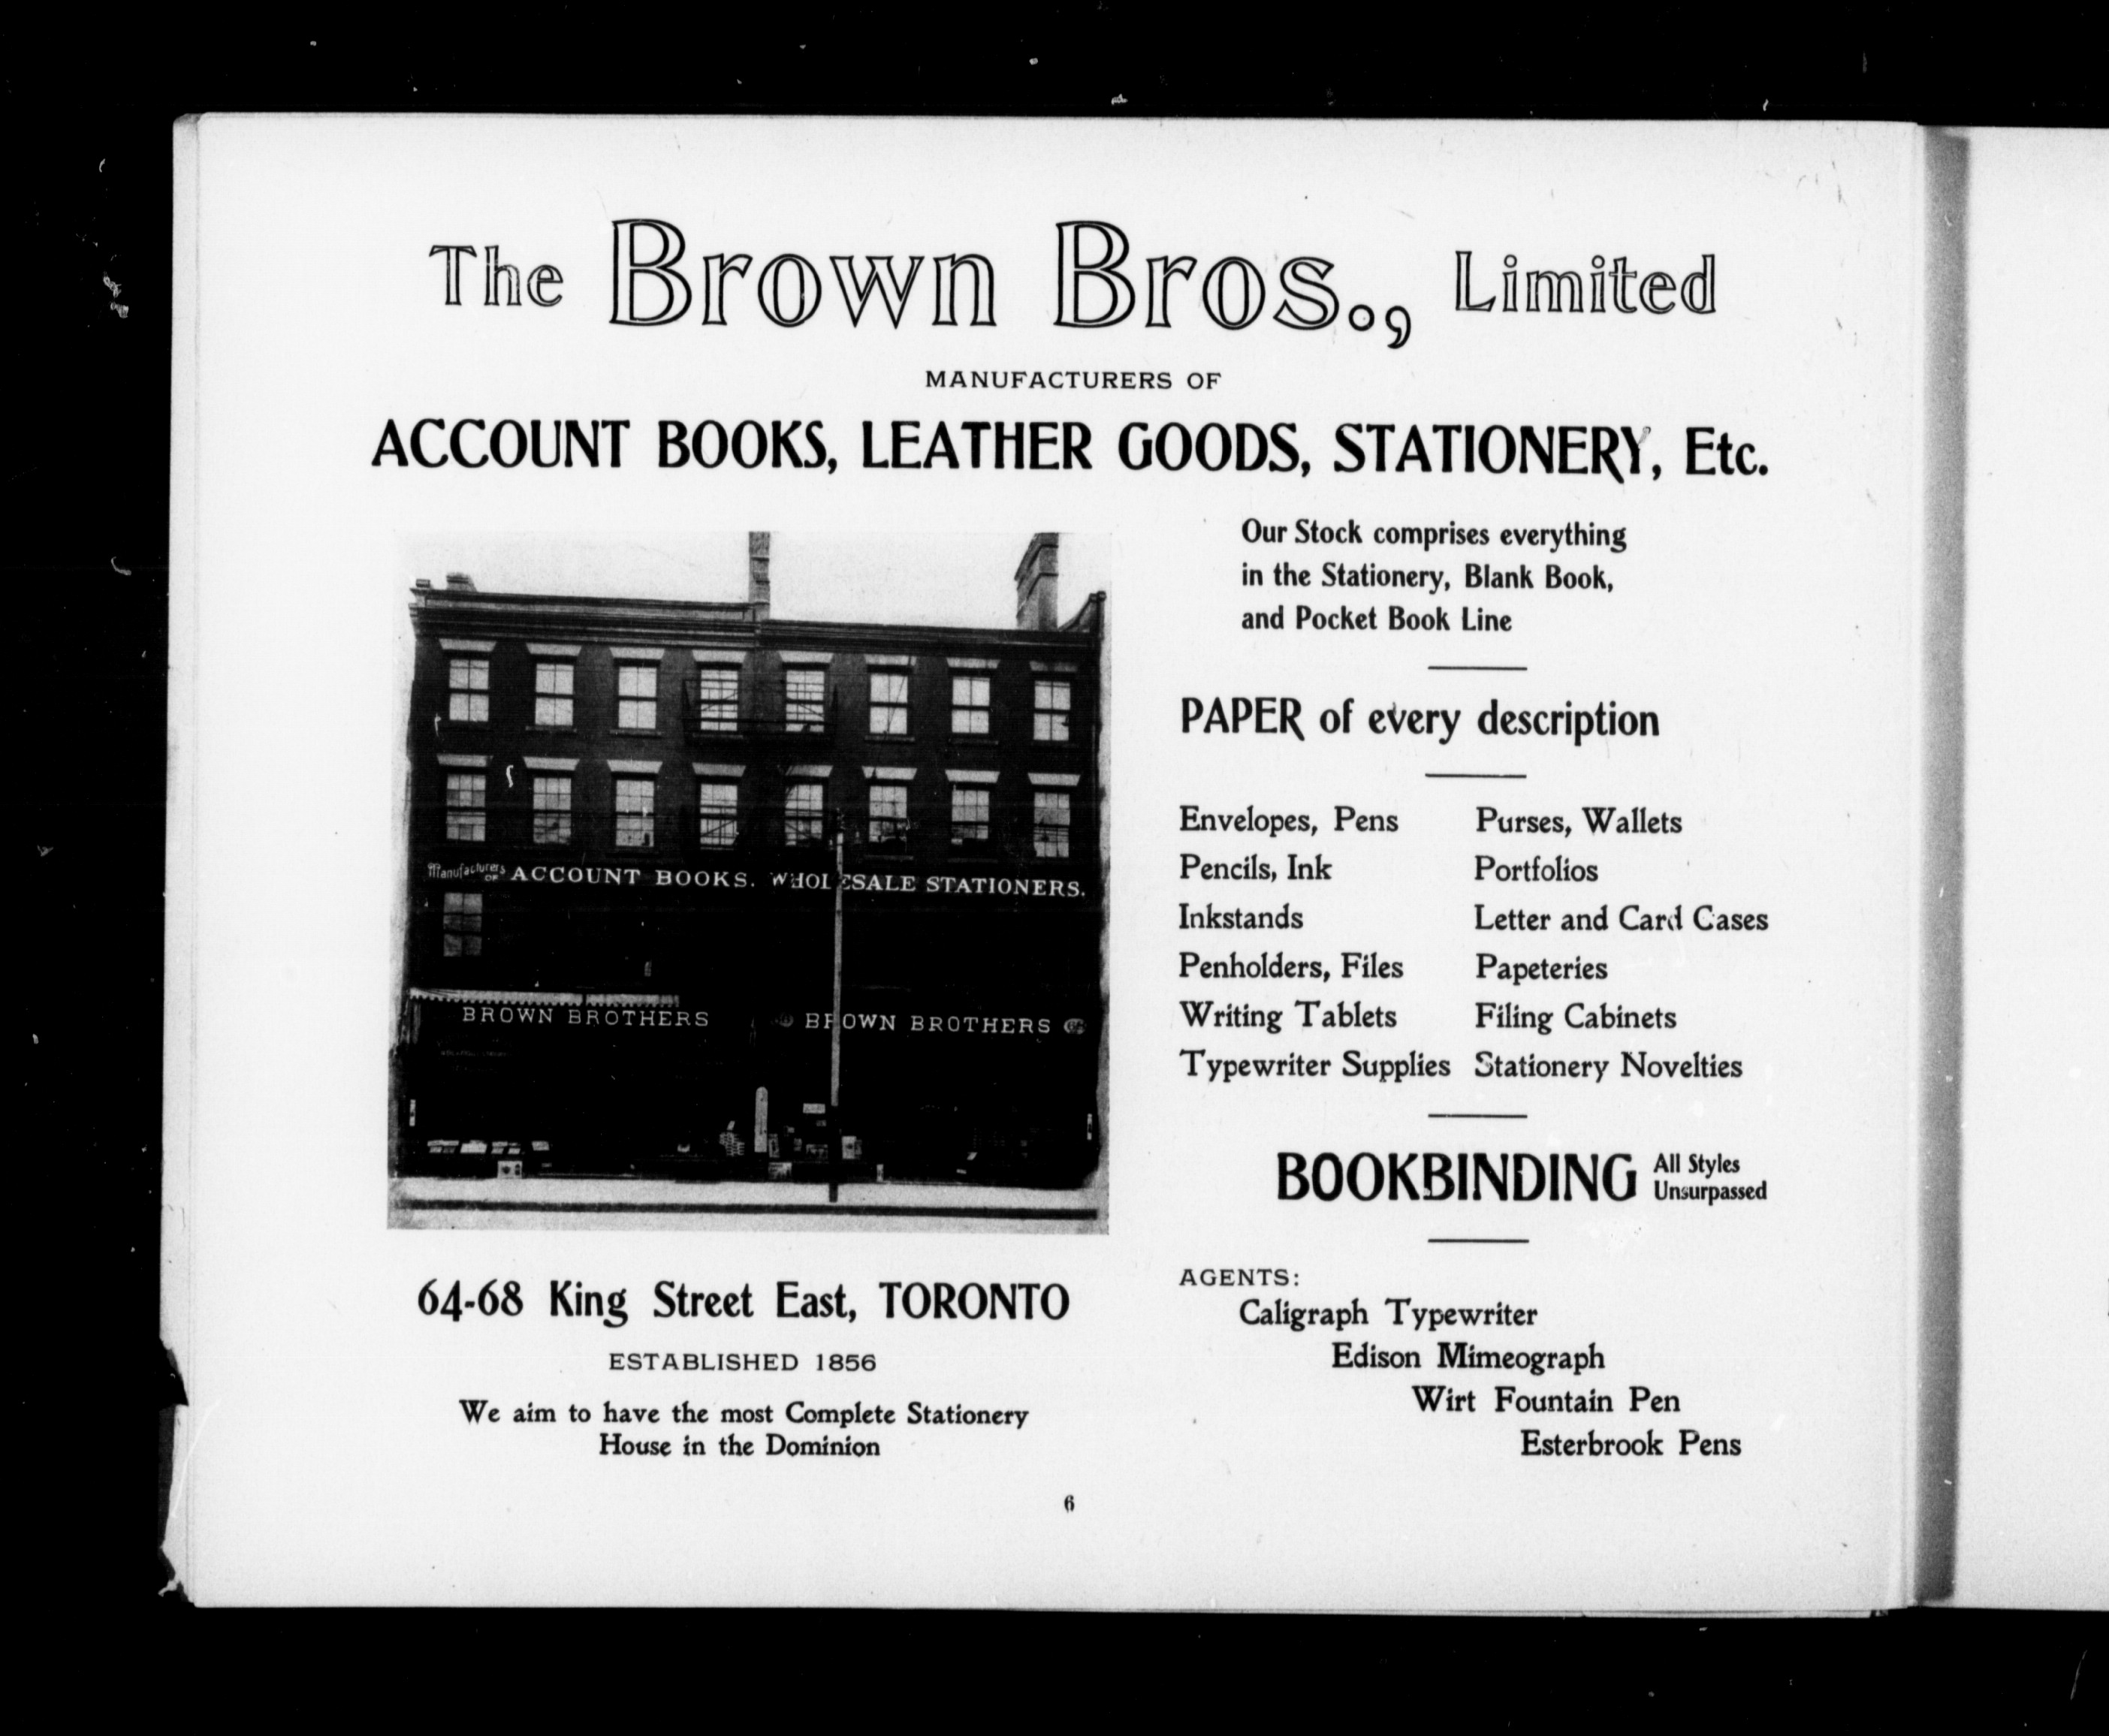 The Brown Bros., Limited
MANUFACTURERS OF
ACCOUNT BOOKS, LEATHER GOODS, STATIONERY, Etc.
Manufacturers OF ACCOUNT BOOKS. WHOLESALE STATIONERS.
BROWN BROTHERS
BROWN BROTHERS
64-68 King Street East, TORONTO
ESTABLISHED 1856
We aim to have the most Complete Stationery
House in the Dominion
Our Stock comprises everything
in the Stationery, Blank Book,
and Pocket Book Line
PAPER of every description
Envelopes, Pens
Pencils, Ink
Inkstands
Penholders, Files
Writing Tablets
Typewriter Supplies
Purses, Wallets
Portfolios
Letter and Card Cases
Papeteries
Filing Cabinets
Stationery Novelties
BOOKBINDING All Styles
Unsurpassed
AGENTS:
Caligraph Typewriter
Edison Mimeograph
Wirt Fountain Pen
Esterbrook Pens
6